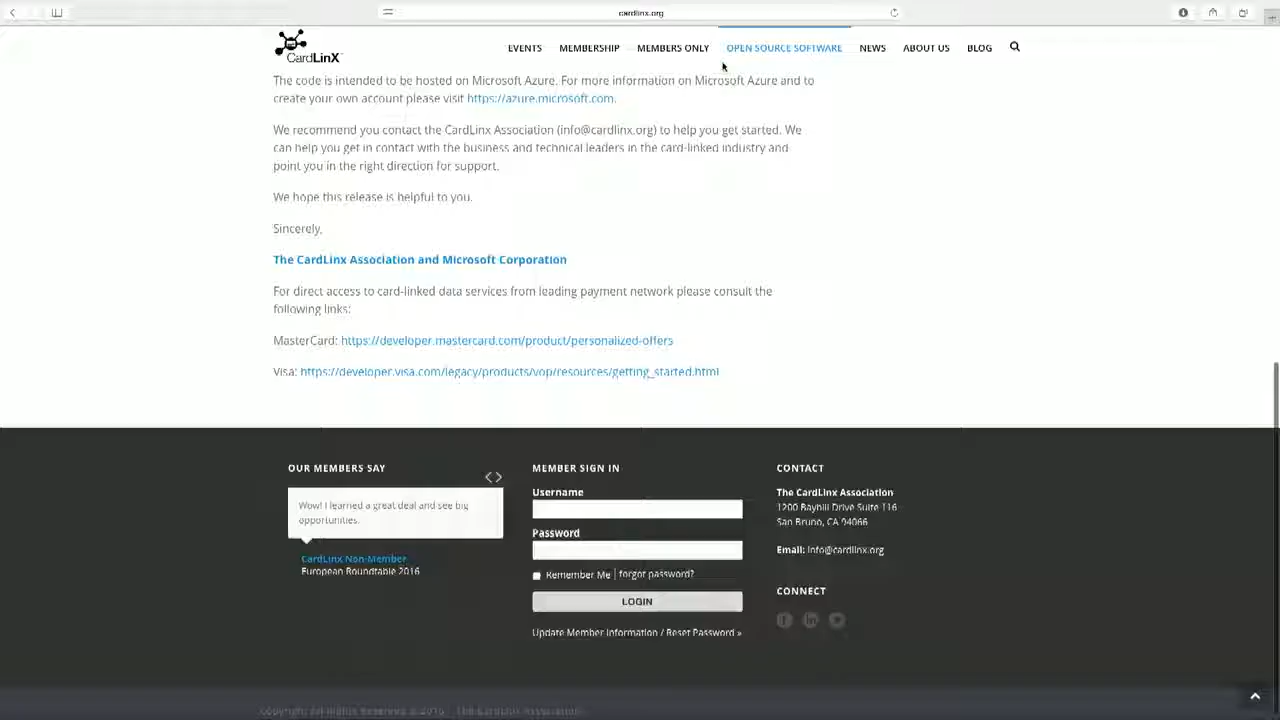 cardlinx.org
CardLinX
EVENTS MEMBERSHIP MEMBERS ONLY OPEN SOURCE SOFTWARE NEWS ABOUT US BLOG
The code is intended to be hosted on Microsoft Azure. For more information on Microsoft Azure and to
create your own account please visit https://azure.microsoft.com.
We recommend you contact the CardLinx Association (info@cardlinx.org) to help you get started. We
can help you get in contact with the business and technical leaders in the card-linked industry and
point you in the right direction for support.
We hope this release is helpful to you.
Sincerely,
The CardLinx Association and Microsoft Corporation
For direct access to card-linked data services from leading payment network please consult the
following links:
MasterCard: https://developer.mastercard.com/product/personalized-offers
Visa: https://developer.visa.com/legacy/products/vop/resources/getting_started.html
OUR MEMBERS SAY
Wow! I learned a great deal and see big
opportunities.
CardLinx Non-Member
European Roundtable 2016
MEMBER SIGN IN
Username
Password
Remember Me | forgot password?
LOGIN
Update Member Information / Reset Password »
CONTACT
The CardLinx Association
1200 Bayhill Drive Suite 116
San Bruno, CA 94066
Email: info@cardlinx.org
CONNECT
Copyright All Rights Reserved © 2016 The CardLinx Association